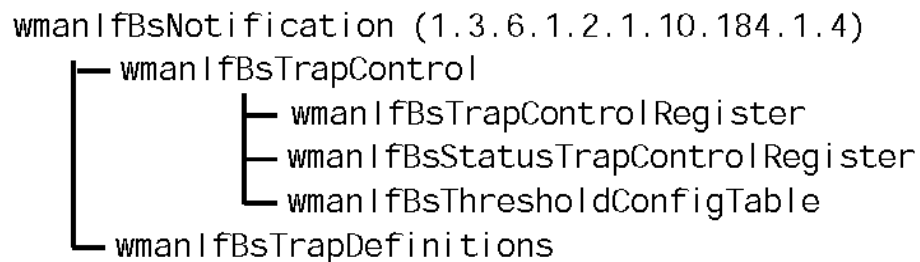 wmanIfBsNotification (1.3.6.1.2.1.10.184.1.4)
wmanIfBsTrapControl
wmanIfBsTrapControlRegister
wmanIfBsStatusTrapControlRegister
wmanIfBsThresholdConfigTable
wmanIfBsTrapDefinitions